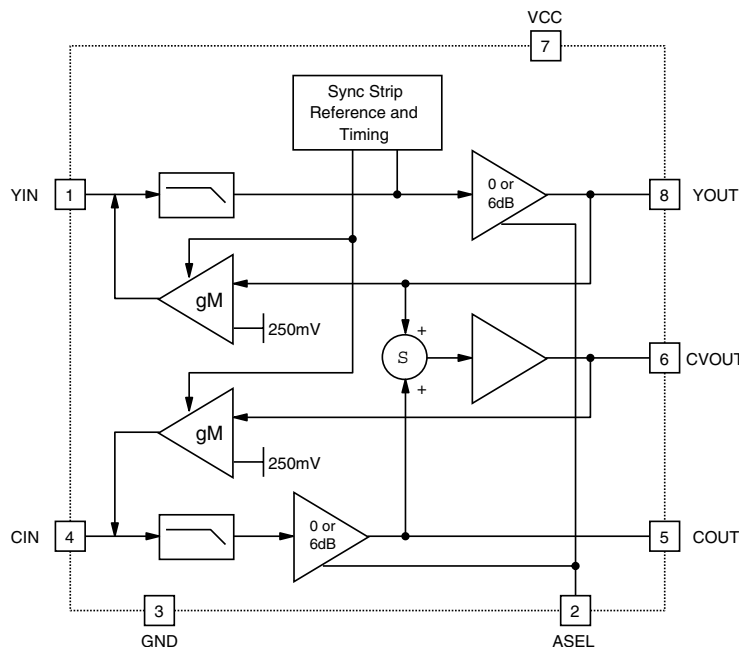 VCC
7
Sync Strip
Reference and
Timing
YIN
1
0 or
6dB
8
YOUT
gM
250mV
+
S
+
6
CVOUT
gM
250mV
CIN
4
0 or
6dB
5
COUT
3
GND
2
ASEL